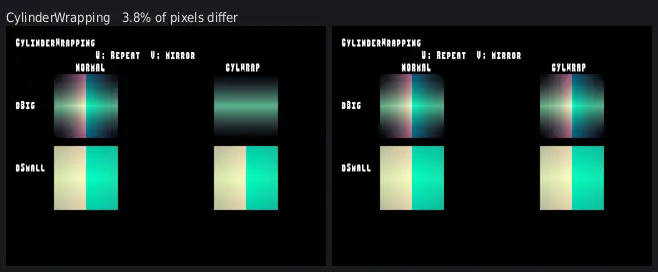 CylinderWrapping 3.8% of pixels differ
CylinderWrapping
U: Repeat V: Mirror
Normal CylWrap
dBig
dSmall
CylinderWrapping
U: Repeat V: Mirror
Normal CylWrap
dBig
dSmall